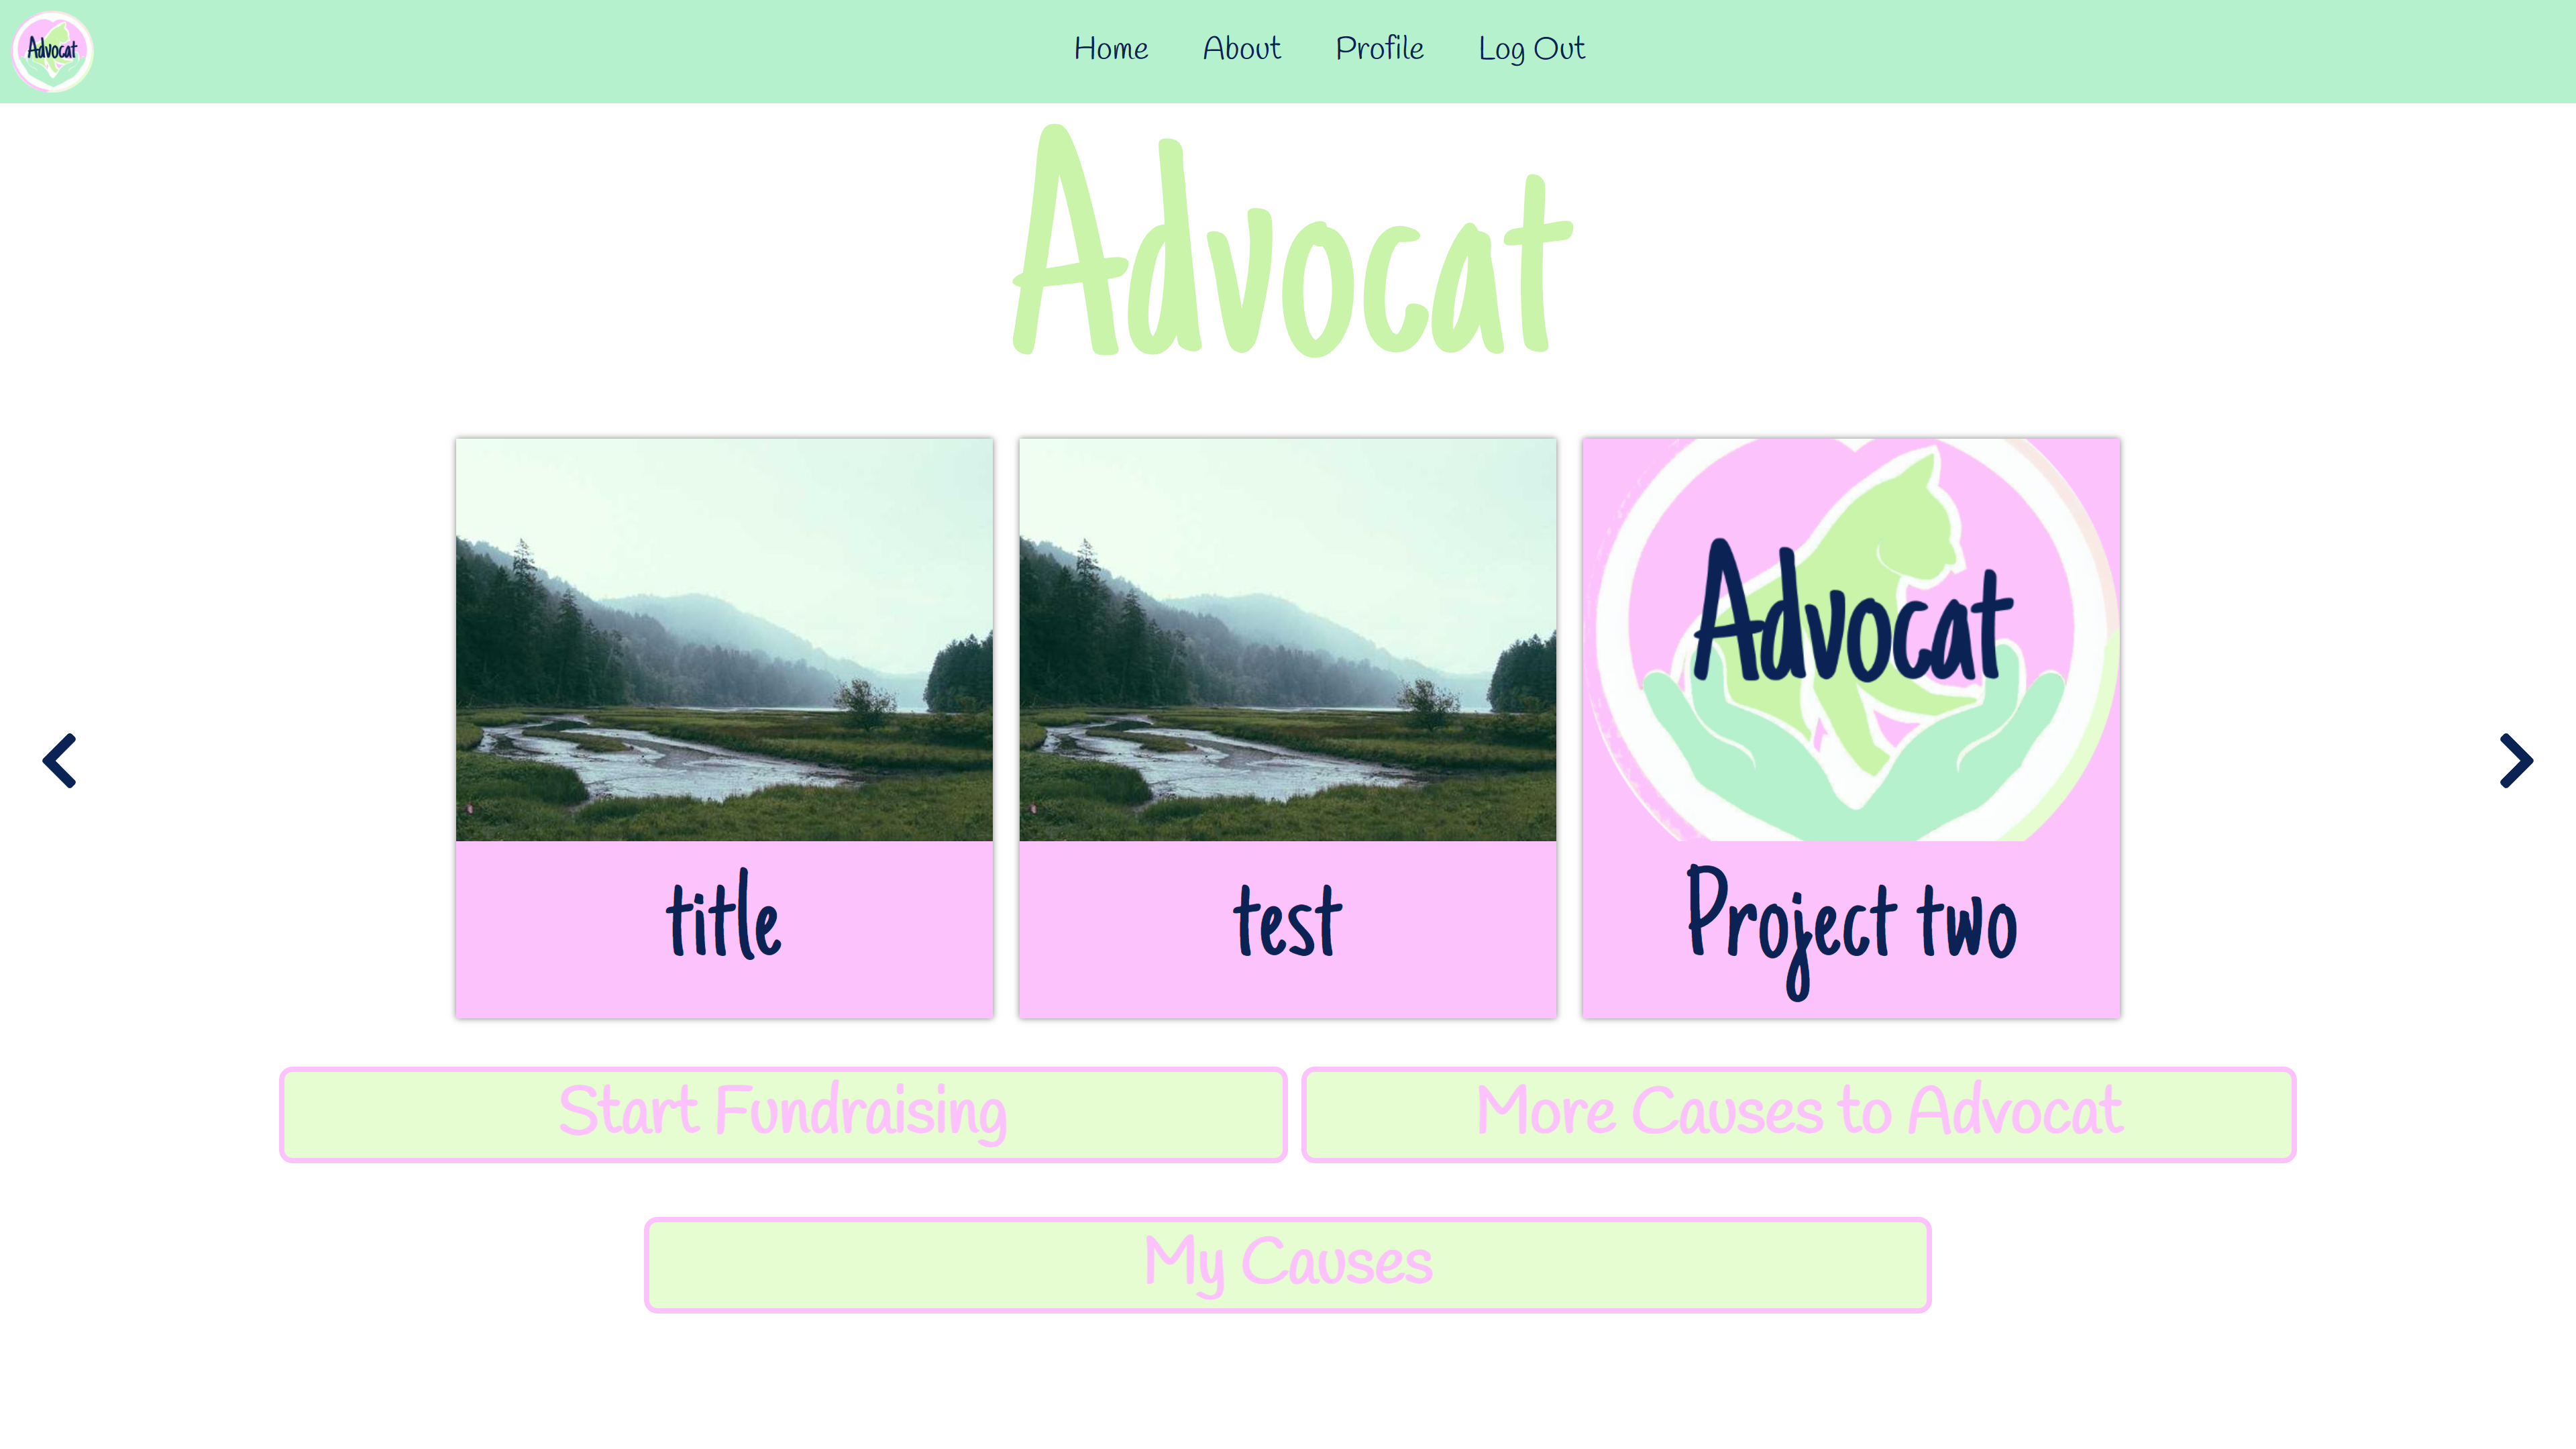 Advocat
Home About Profile Log Out
Advocat
Advocat
title
test
Project two
Start Fundraising
More Causes to Advocat
My Causes